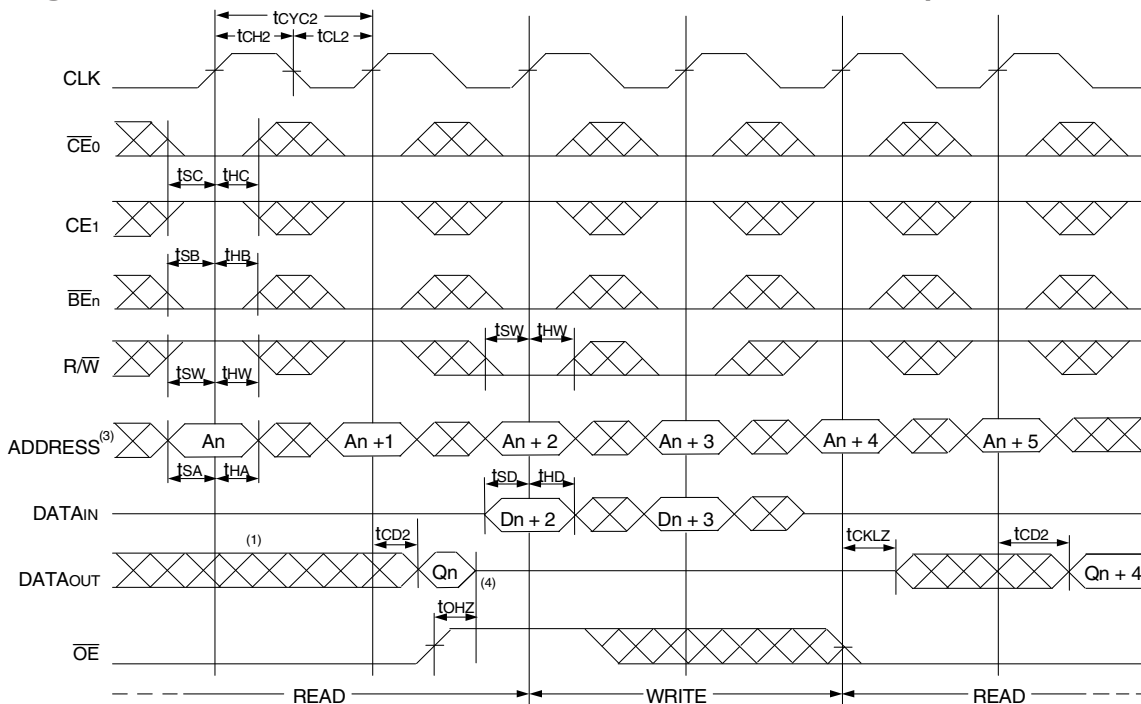 tCYC2
tCH2 tCL2
CLK
CE0
tSC tHC
CE1
tSB tHB
BEn
tSW tHW
R/W
tSW tHW
ADDRESS(3) An An +1 An + 2 An + 3 An + 4 An + 5
tSA tHA tSD tHD
DATAIN Dn + 2 Dn + 3
(1) tCD2 tCKLZ tCD2
DATAOUT Qn (4) Qn + 4
tOHZ
OE
READ WRITE READ